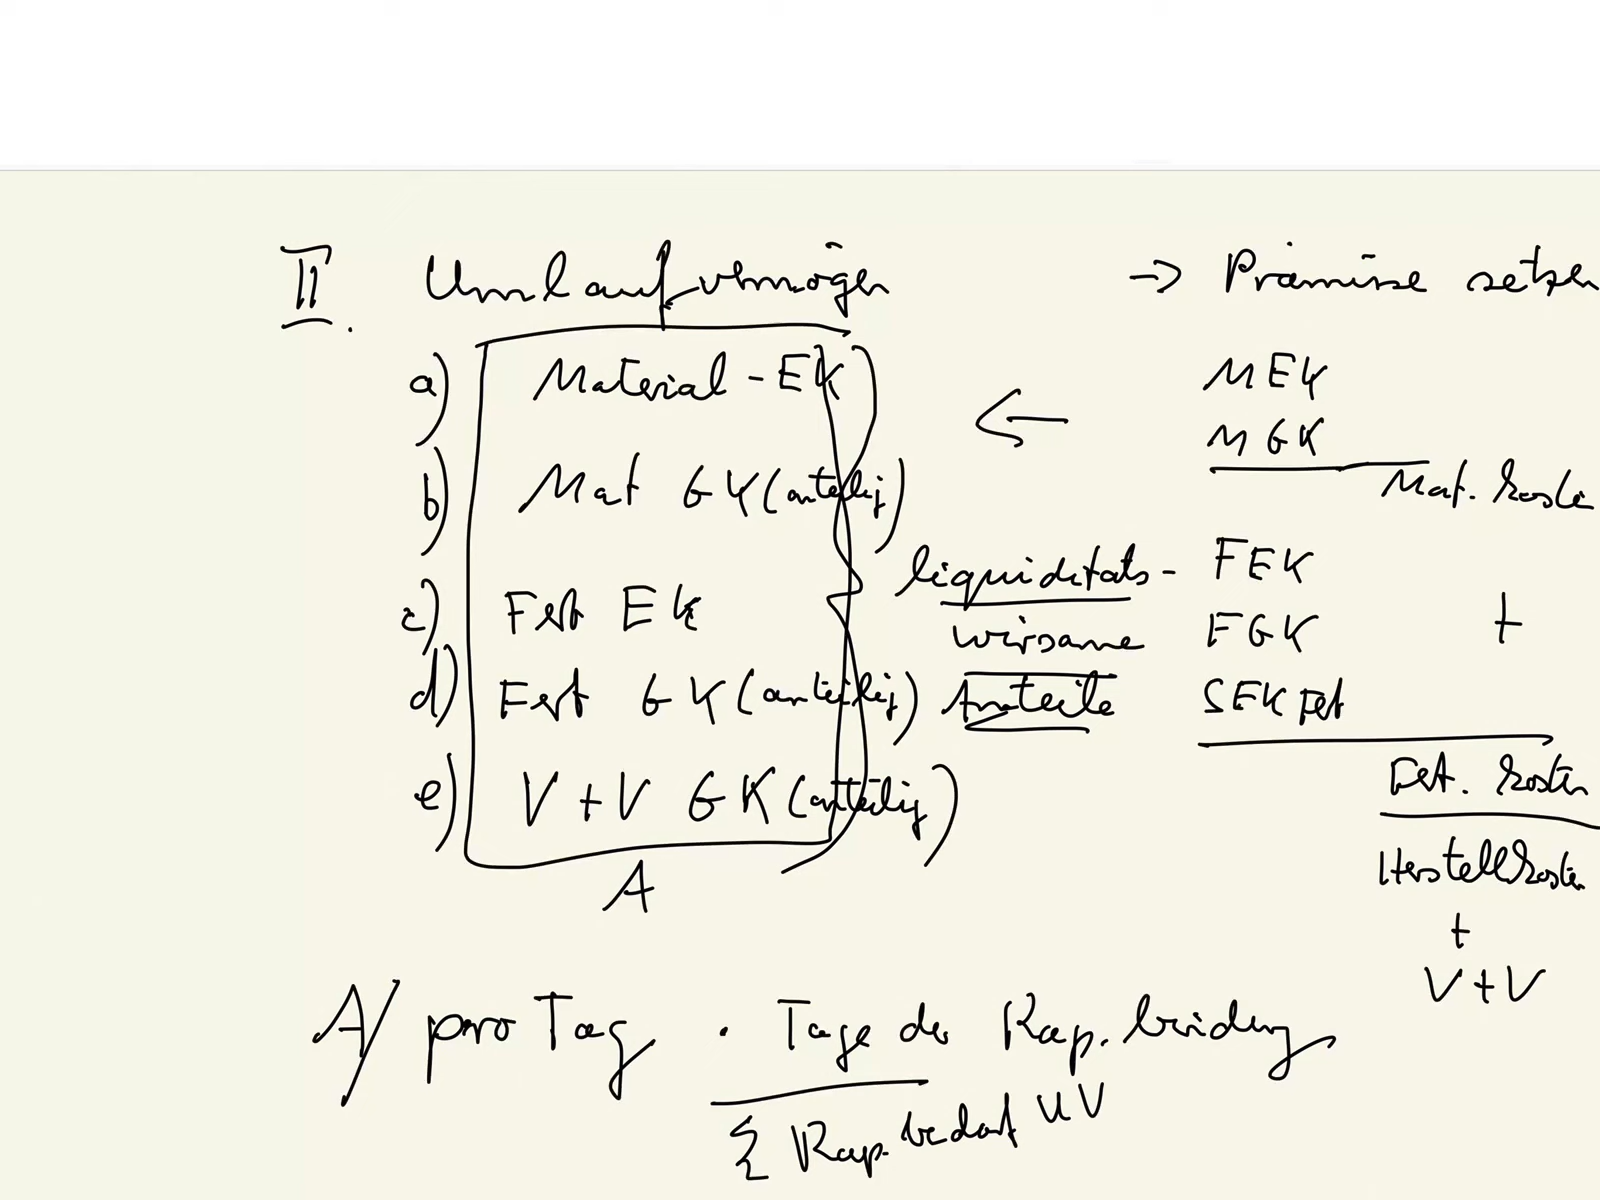 II. Umlaufvermögen → Prämisse setzen
a) Material-EK ← MEK
MGK
b) Mat GK (anteilig) Mat. Kosten
liquiditäts- FEK
c) Fert EK wirksame FGK +
d) Fert GK (anteilig) Anteile SEK Fert
e) V+V GK (anteilig) Fert. Kosten
A Herstellkosten
+
V+V
A/ pro Tag · Tage der Kap. bindung
Σ Kap. bedarf UV